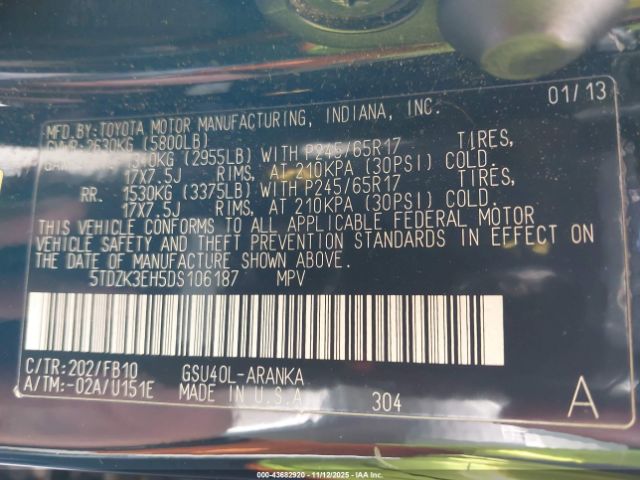 MFD. BY: TOYOTA MOTOR MANUFACTURING, INDIANA, INC. 01/13
GVWR 2630KG (5800LB)
1340KG (2955LB) WITH P245/65R17 TIRES,
17X7.5J RIMS, AT 210KPA (30PSI) COLD.
RR. 1530KG (3375LB) WITH P245/65R17 TIRES,
17X7.5J RIMS, AT 210KPA (30PSI) COLD.
THIS VEHICLE CONFORMS TO ALL APPLICABLE FEDERAL MOTOR
VEHICLE SAFETY AND THEFT PREVENTION STANDARDS IN EFFECT ON
THE DATE OF MANUFACTURE SHOWN ABOVE.
5TDZK3EH5DS106187 MPV
C/TR:202/FB10 GSU40L-ARANKA
A/TM:-02A/U151E MADE IN U.S.A. 304 A
000-43682920 - 11/12/2025 - IAAI.CA